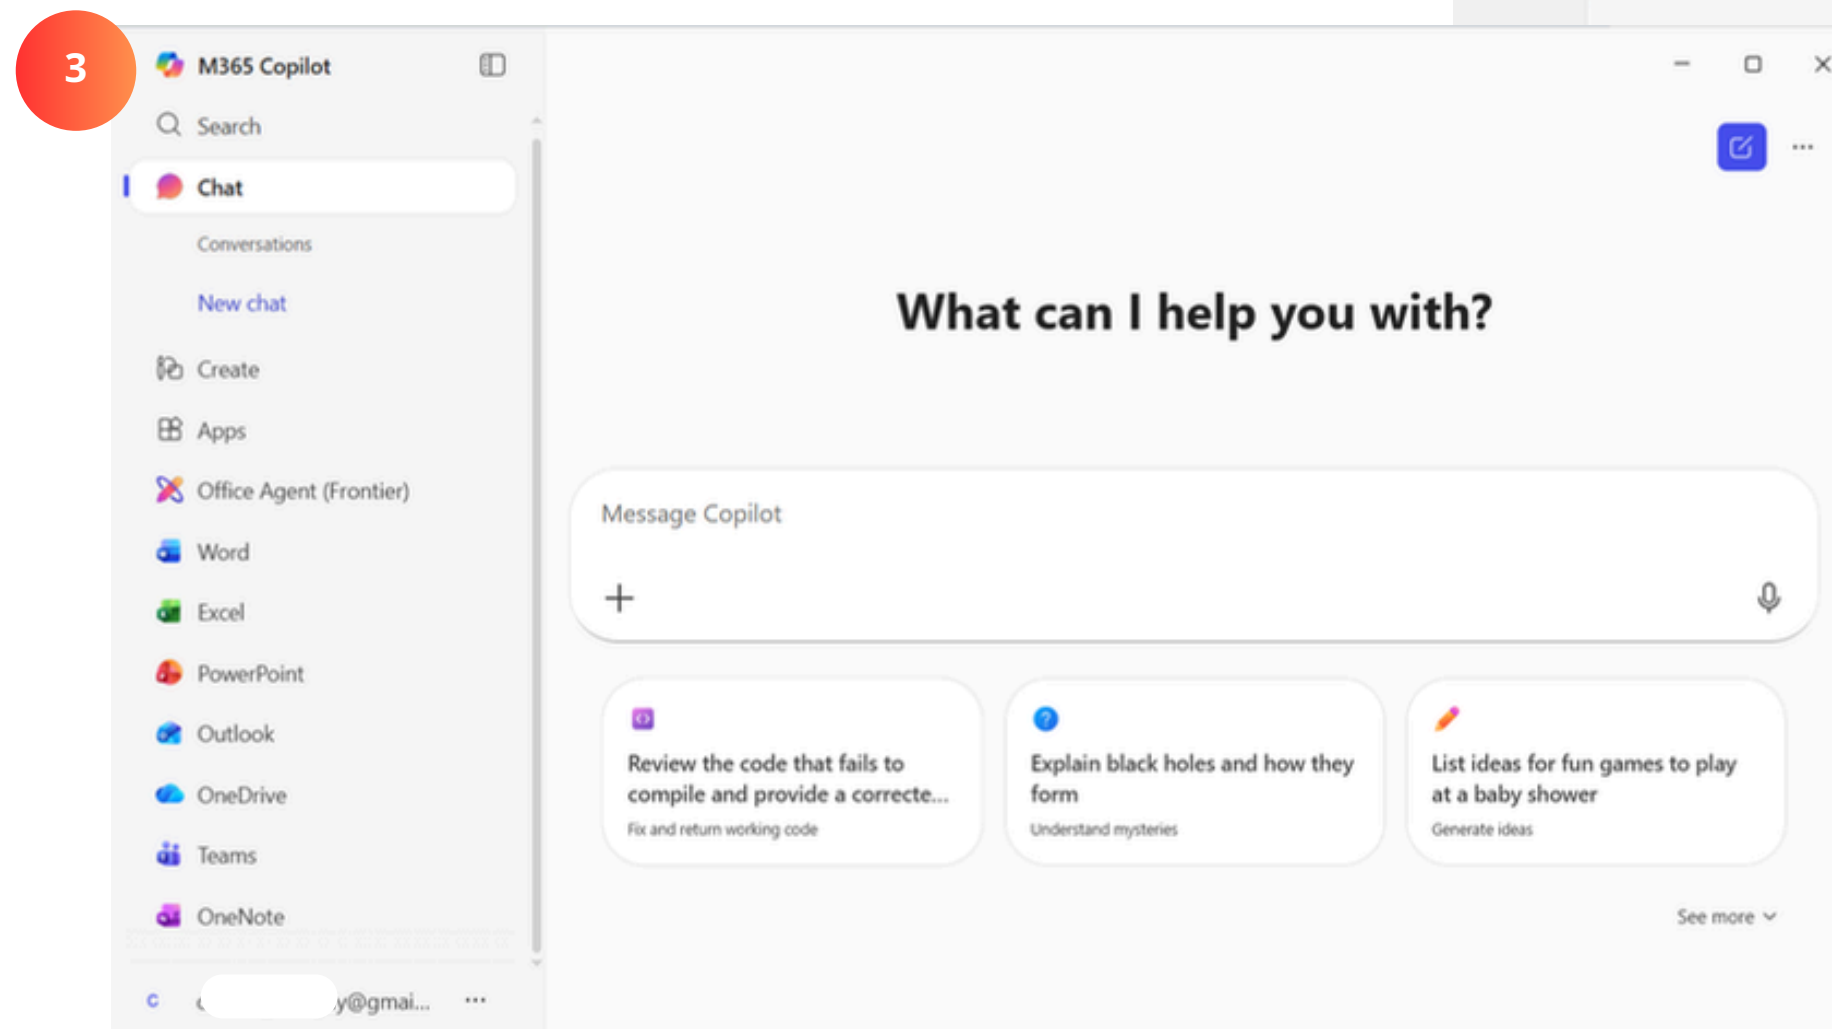 3
M365 Copilot
Search
Chat
Conversations
New chat
Create
Apps
Office Agent (Frontier)
Word
Excel
PowerPoint
Outlook
OneDrive
Teams
OneNote
C
y@gmai...
What can I help you with?
Message Copilot
Review the code that fails to
compile and provide a correcte...
Fix and return working code
Explain black holes and how they
form
Understand mysteries
List ideas for fun games to play
at a baby shower
Generate ideas
See more